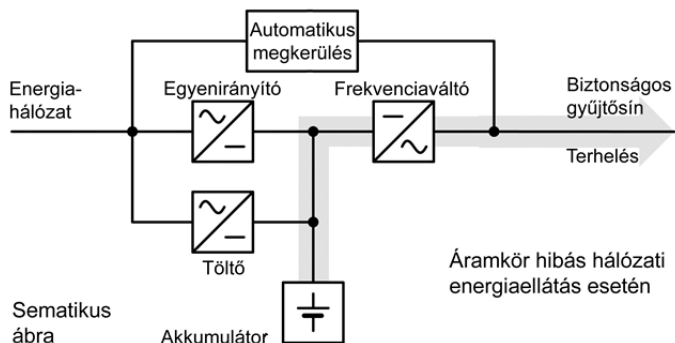 Automatikus
megkerülés
Energia-
hálózat
Egyenirányító
Frekvenciaváltó
Biztonságos
gyűjtősín
Terhelés
Töltő
Áramkör hibás hálózati
energiaellátás esetén
Sematikus
ábra
Akkumulátor